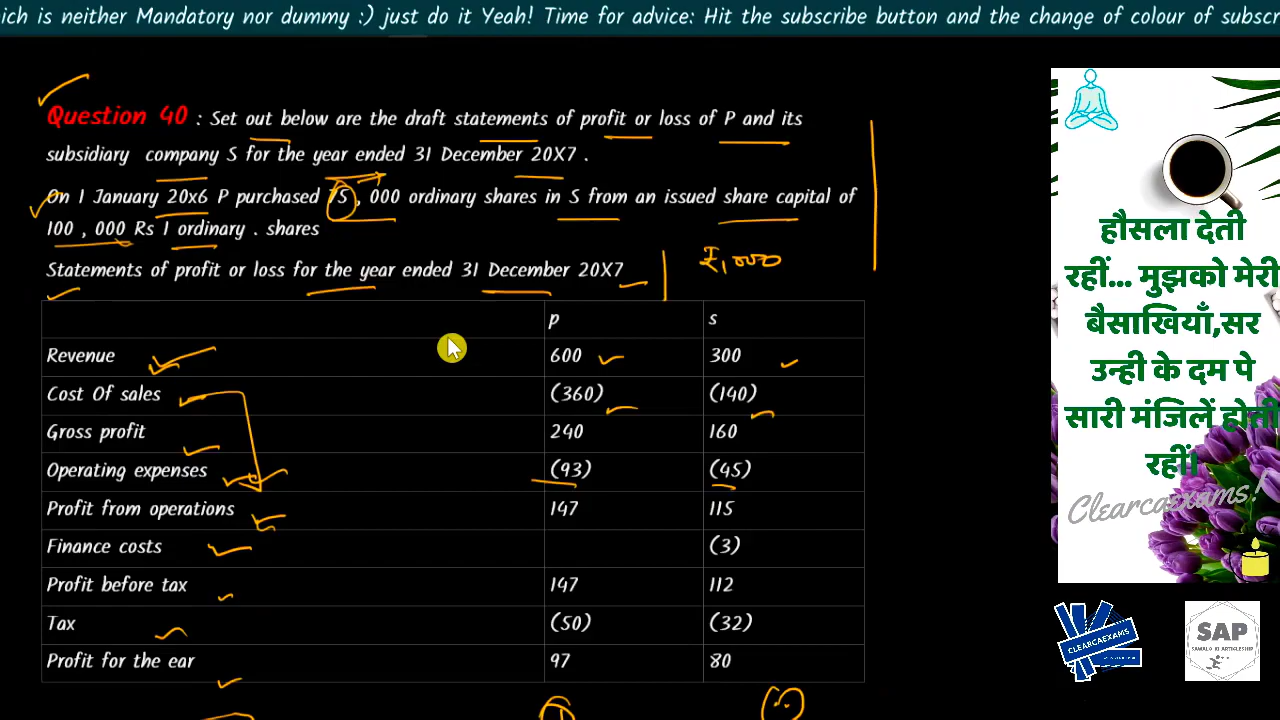 hich is neither Mandatory nor dummy :) just do it Yeah! Time for advice: Hit the subscribe button and the change of colour of subscr
Question 40 : Set out below are the draft statements of profit or loss of P and its
subsidiary company S for the year ended 31 December 20X7 .
On 1 January 20x6 P purchased 75 , 000 ordinary shares in S from an issued share capital of
100 , 000 Rs 1 ordinary . shares
Statements of profit or loss for the year ended 31 December 20X7
₹1,000
p s
Revenue 600 300
Cost Of sales (360) (140)
Gross profit 240 160
Operating expenses (93) (45)
Profit from operations 147 115
Finance costs (3)
Profit before tax 147 112
Tax (50) (32)
Profit for the ear 97 80
हौसला देती
रहीं... मुझको मेरी
बैसाखियाँ,सर
उन्ही के दम पे
सारी मंजिलें होती
रहीं।
Clearcaexams!
CLEARCAEXAMS
SAP
SAMALO KI ARTICLESHIP